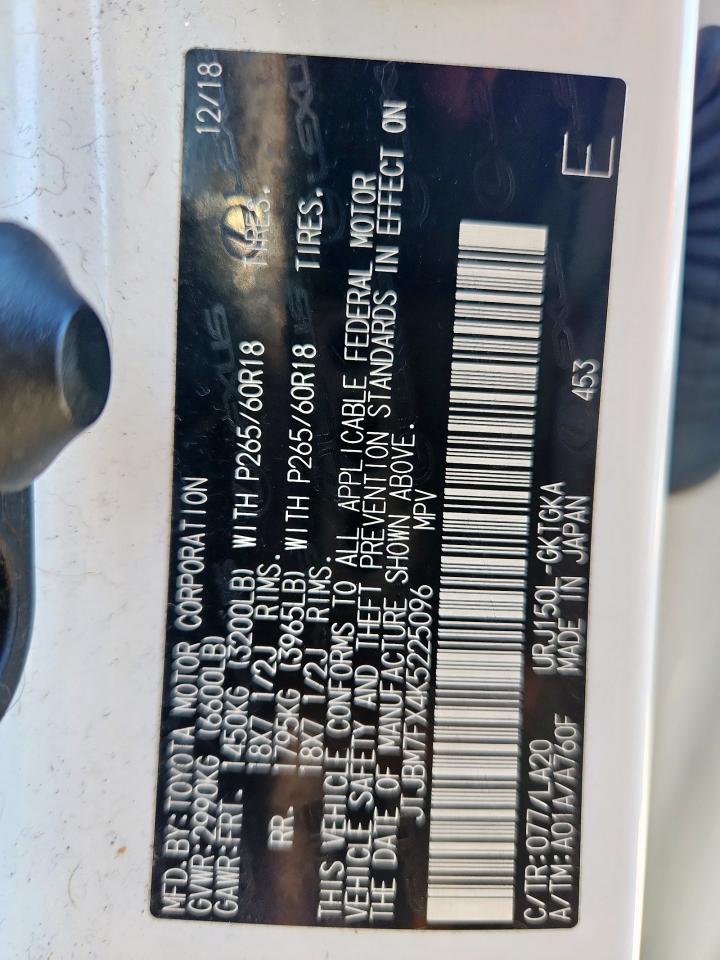 MFD. BY: TOYOTA MOTOR CORPORATION 12/18
GVWR: 2990KG (6600LB)
GAWR: FRT. 1450KG (3200LB) WITH P265/60R18 TIRES.
18X7 1/2J RIMS.
RR. 1795KG (3965LB) WITH P265/60R18 TIRES.
18X7 1/2J RIMS.
THIS VEHICLE CONFORMS TO ALL APPLICABLE FEDERAL MOTOR
VEHICLE SAFETY AND THEFT PREVENTION STANDARDS IN EFFECT ON
THE DATE OF MANUFACTURE SHOWN ABOVE.
JTJBM7FX4K5225096 MPV
C/TR: 077/LA20 URJ150L-GKTGKA 453 E
A/TM: A01A/A760F MADE IN JAPAN